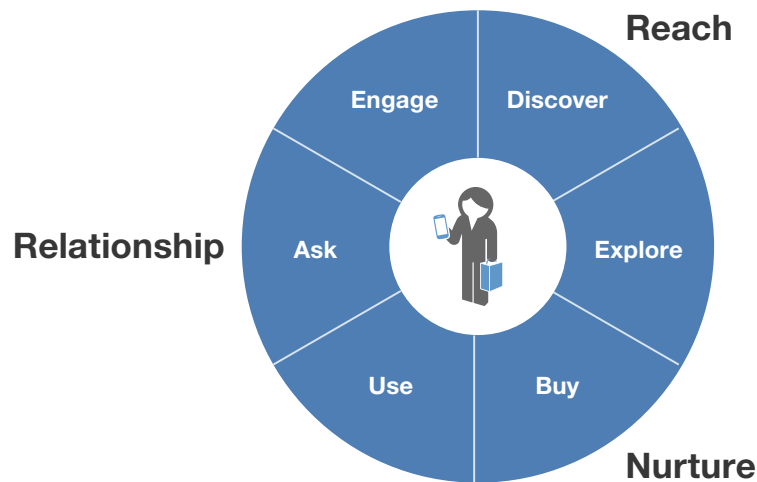 Reach
Engage
Discover
Relationship
Ask
Explore
Use
Buy
Nurture